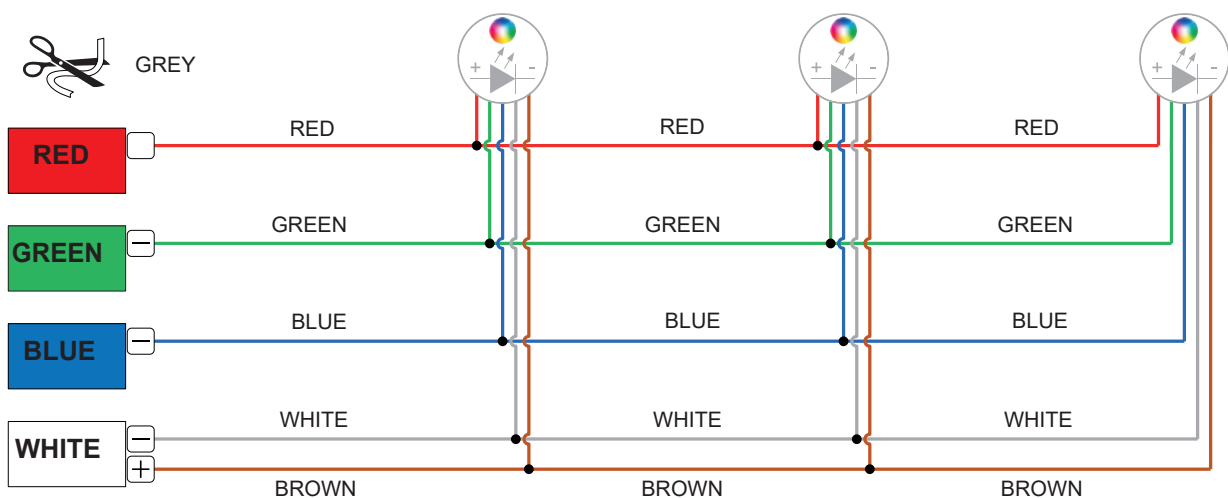 GREY
+ -
+ -
+ -
RED
RED
RED
RED
GREEN
−
GREEN
GREEN
GREEN
BLUE
−
BLUE
BLUE
BLUE
WHITE
−
+
WHITE
WHITE
WHITE
BROWN
BROWN
BROWN